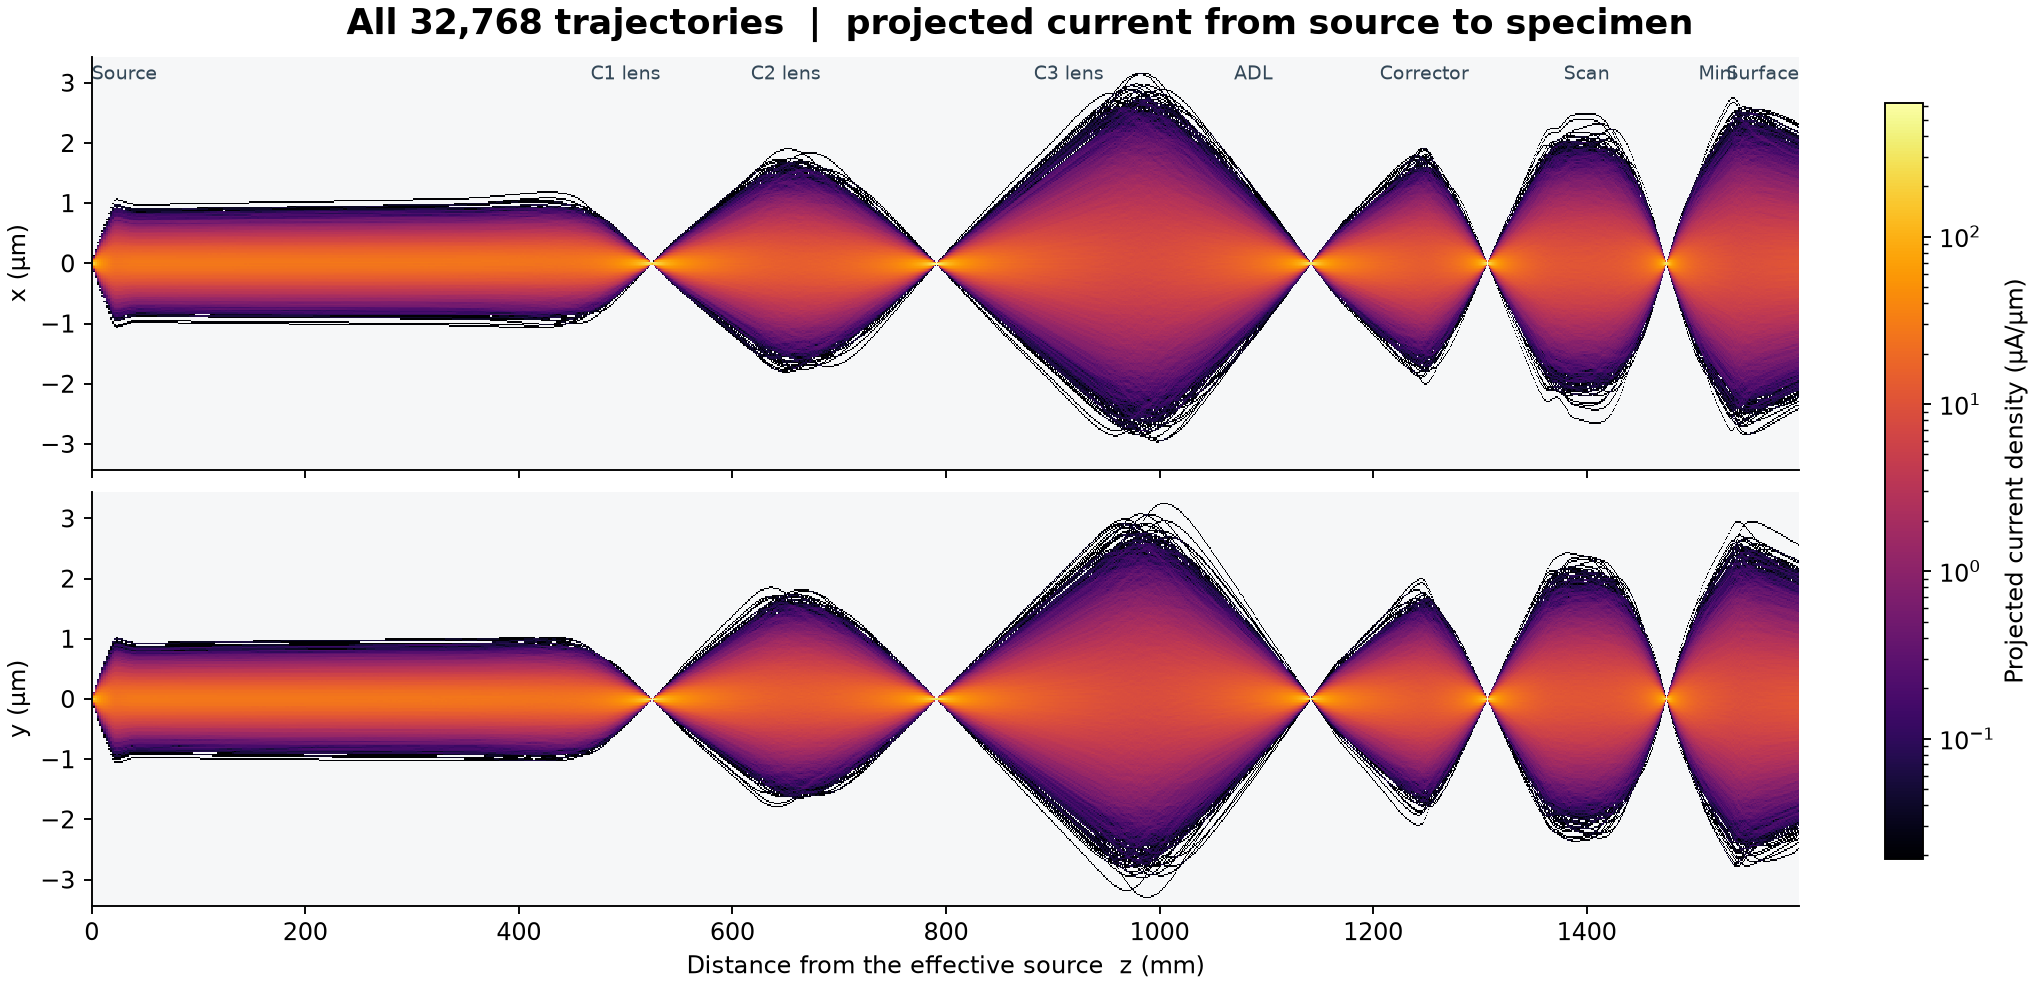 All 32,768 trajectories | projected current from source to specimen
Source C1 lens C2 lens C3 lens ADL Corrector Scan Mini Surface
3
2
1
0
−1
−2
−3
x (µm)
3
2
1
0
−1
−2
−3
y (µm)
0 200 400 600 800 1000 1200 1400
Distance from the effective source z (mm)
10²
10¹
10⁰
10⁻¹
Projected current density (µA/µm)